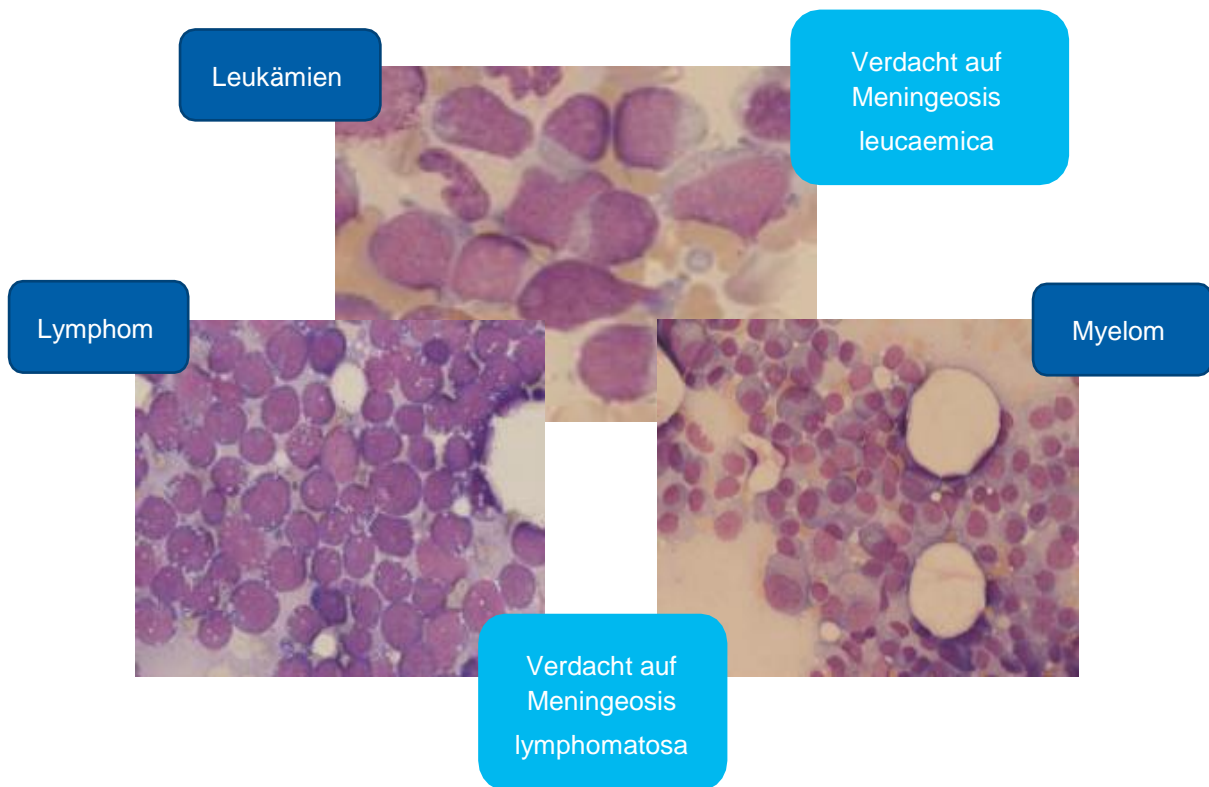 Leukämien
Verdacht auf
Meningeosis
leucaemica
Lymphom
Myelom
Verdacht auf
Meningeosis
lymphomatosa